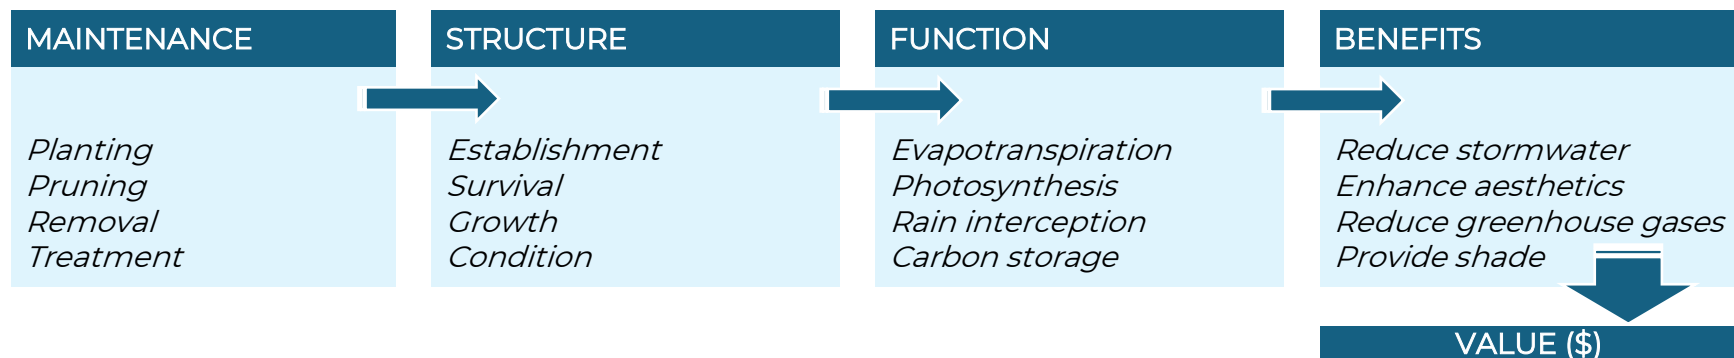 MAINTENANCE
Planting
Pruning
Removal
Treatment
STRUCTURE
Establishment
Survival
Growth
Condition
FUNCTION
Evapotranspiration
Photosynthesis
Rain interception
Carbon storage
BENEFITS
Reduce stormwater
Enhance aesthetics
Reduce greenhouse gases
Provide shade
VALUE ($)